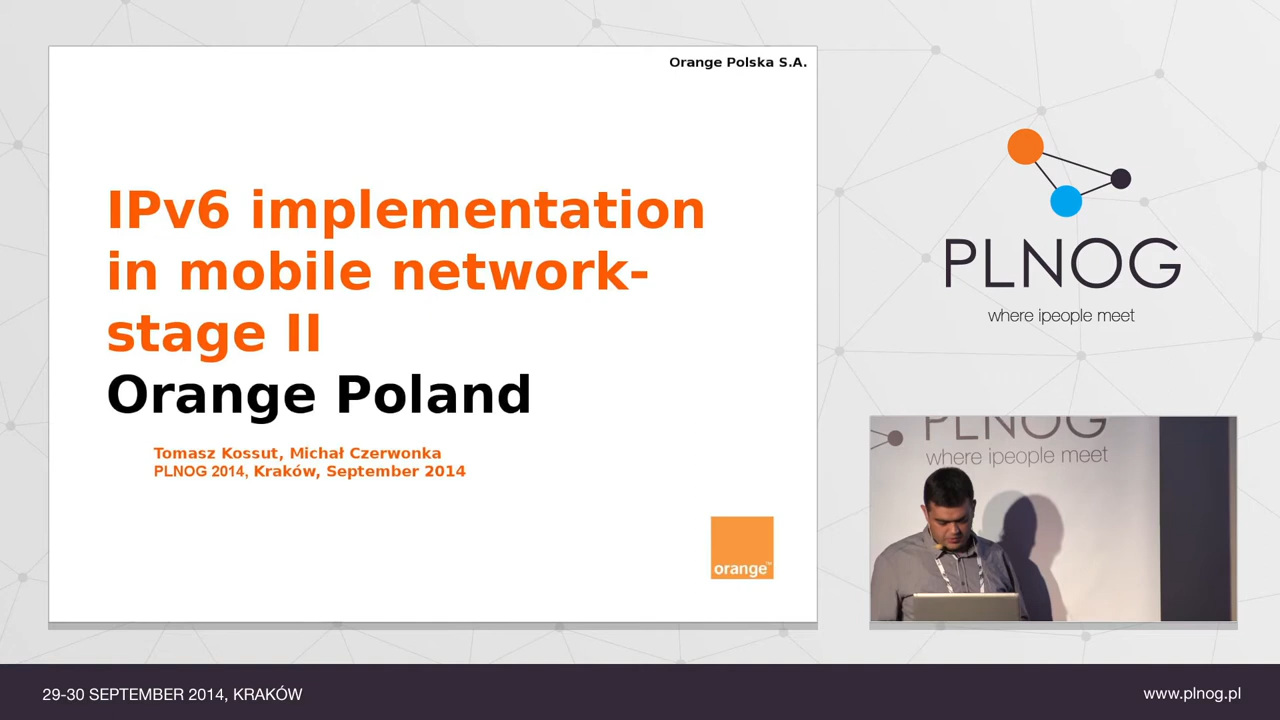 Orange Polska S.A.
IPv6 implementation
in mobile network-
stage II
Orange Poland
Tomasz Kossut, Michał Czerwonka
PLNOG 2014, Kraków, September 2014
orange™
PLNOG
where ipeople meet
PLNOG
where ipeople meet
29-30 SEPTEMBER 2014, KRAKÓW
www.plnog.pl